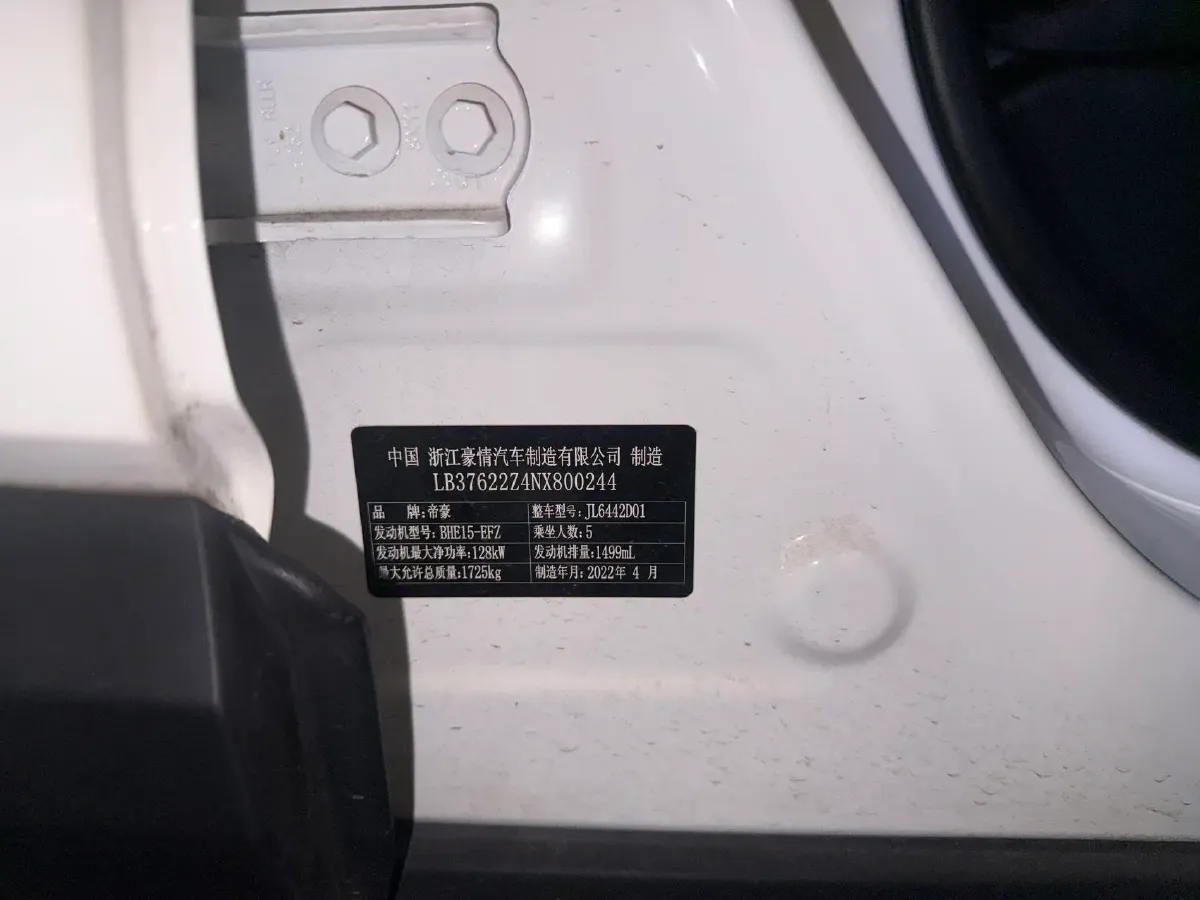 中国 浙江豪情汽车制造有限公司 制造
LB37622Z4NX800244
品 牌:帝豪 整车型号:JL6442D01
发动机型号:BHE15-EFZ 乘坐人数:5
发动机最大净功率:128kW 发动机排量:1499mL
最大允许总质量:1725kg 制造年月:2022年 4 月